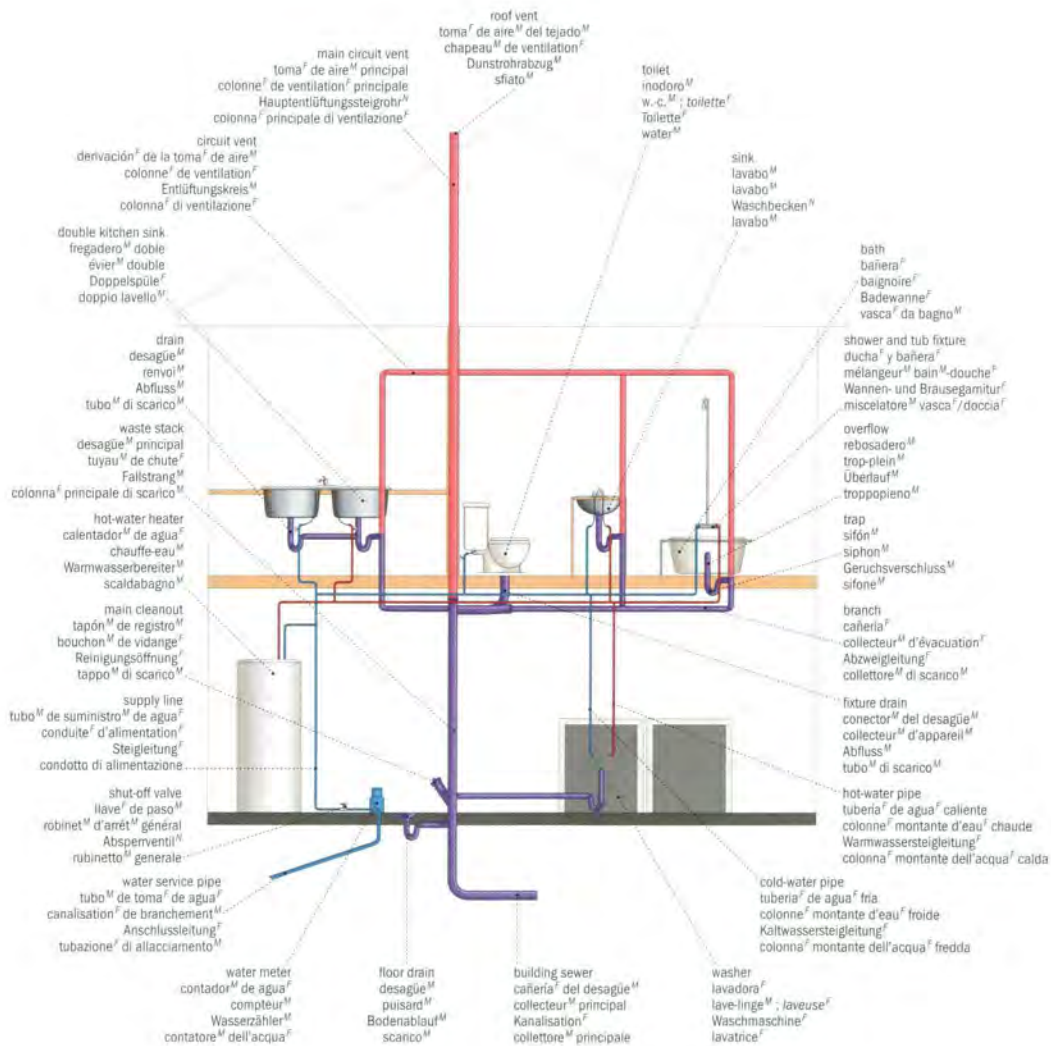 roof vent
toma^F de aire^M del tejado^M
chapeau^M de ventilation^F
Dunstrohrabzug^M
sfiato^M
main circuit vent
toma^F de aire^M principal
colonne^F de ventilation^F principale
Hauptentlüftungssteigrohr^N
colonna^F principale di ventilazione^F
toilet
inodoro^M
w.-c.^M ; toilette^F
Toilette^F
water^M
circuit vent
derivación^F de la toma^F de aire^M
colonne^F de ventilation^F
Entlüftungskreis^M
colonna^F di ventilazione^F
sink
lavabo^M
lavabo^M
Waschbecken^N
lavabo^M
double kitchen sink
fregadero^M doble
évier^M double
Doppelspüle^F
doppio lavello^M
bath
bañera^F
baignoire^F
Badewanne^F
vasca^F da bagno^M
drain
desagüe^M
renvoi^M
Abfluss^M
tubo^M di scarico^M
shower and tub fixture
ducha^F y bañera^F
mélangeur^M bain^M-douche^F
Wannen- und Brausegarnitur^F
miscelatore^M vasca^F/doccia^F
waste stack
desagüe^M principal
tuyau^M de chute^F
Fallstrang^M
colonna^F principale di scarico^M
overflow
rebosadero^M
trop-plein^M
Überlauf^M
troppopieno^M
hot-water heater
calentador^M de agua^F
chauffe-eau^M
Warmwasserbereiter^M
scaldabagno^M
trap
sifón^M
siphon^M
Geruchsverschluss^M
sifone^M
main cleanout
tapón^M de registro^M
bouchon^M de vidange^F
Reinigungsöffnung^F
tappo^M di scarico^M
branch
cañería^F
collecteur^M d'évacuation^F
Abzweigleitung^F
collettore^M di scarico^M
supply line
tubo^M de suministro^M de agua^F
conduite^F d'alimentation^F
Steigleitung^F
condotto di alimentazione
fixture drain
conector^M del desagüe^M
collecteur^M d'appareil^M
Abfluss^M
tubo^M di scarico^M
shut-off valve
llave^F de paso^M
robinet^M d'arrêt^M général
Absperrventil^N
rubinetto^M generale
hot-water pipe
tubería^F de agua^F caliente
colonne^F montante d'eau^F chaude
Warmwassersteigleitung^F
colonna^F montante dell'acqua^F calda
water service pipe
tubo^M de toma^F de agua^F
canalisation^F de branchement^M
Anschlussleitung^F
tubazione^F di allacciamento^M
cold-water pipe
tubería^F de agua^F fría
colonne^F montante d'eau^F froide
Kaltwassersteigleitung^F
colonna^F montante dell'acqua^F fredda
water meter
contador^M de agua^F
compteur^M
Wasserzähler^M
contatore^M dell'acqua^F
floor drain
desagüe^M
puisard^M
Bodenablauf^M
scarico^M
building sewer
cañería^F del desagüe^M
collecteur^M principal
Kanalisation^F
collettore^M principale
washer
lavadora^F
lave-linge^M ; laveuse^F
Waschmaschine^F
lavatrice^F